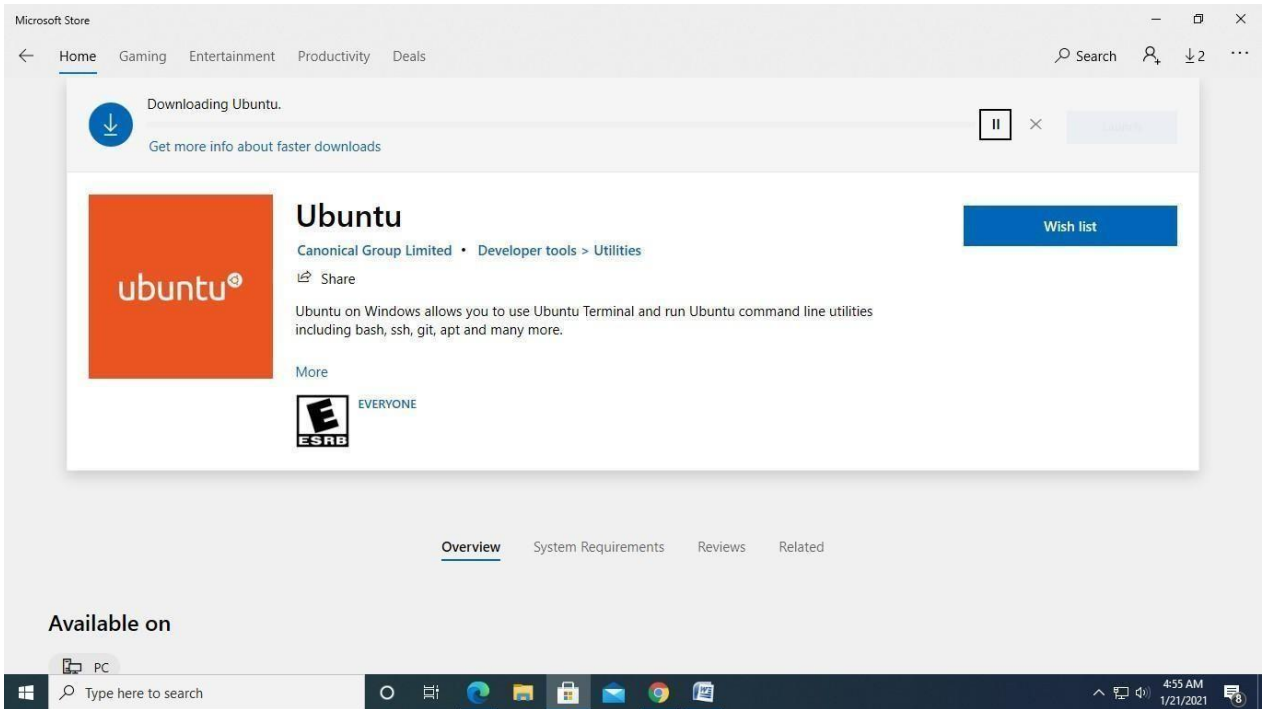 Microsoft Store
Home Gaming Entertainment Productivity Deals Search 2
Downloading Ubuntu.
Get more info about faster downloads
ubuntu
Ubuntu
Wish list
Canonical Group Limited • Developer tools > Utilities
Share
Ubuntu on Windows allows you to use Ubuntu Terminal and run Ubuntu command line utilities
including bash, ssh, git, apt and many more.
More
E
ESRB
EVERYONE
Overview System Requirements Reviews Related
Available on
PC
Type here to search
4:55 AM
1/21/2021
8